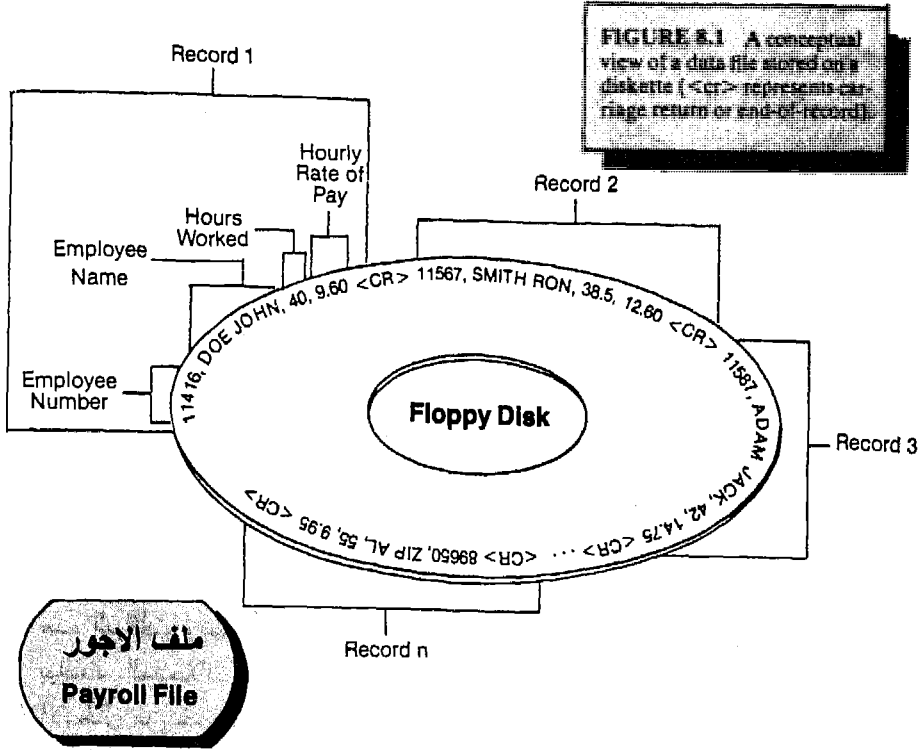 Record 1
FIGURE 8.1 A conceptual
view of a data file stored on a
diskette (<cr> represents car-
riage return or end-of-record).
Hourly
Rate of
Pay
Record 2
Hours
Worked
Employee
Name
11416, DOE JOHN, 40, 9.60 <CR> 11567, SMITH RON, 38.5, 12.60 <CR> 11587, ADAM JACK, 42, 14.75 <CR> ... <CR> 89650, ZIP AL, 55, 9.95 <CR>
Employee
Number
Floppy Disk
Record 3
Record n
ملف الاجور
Payroll File